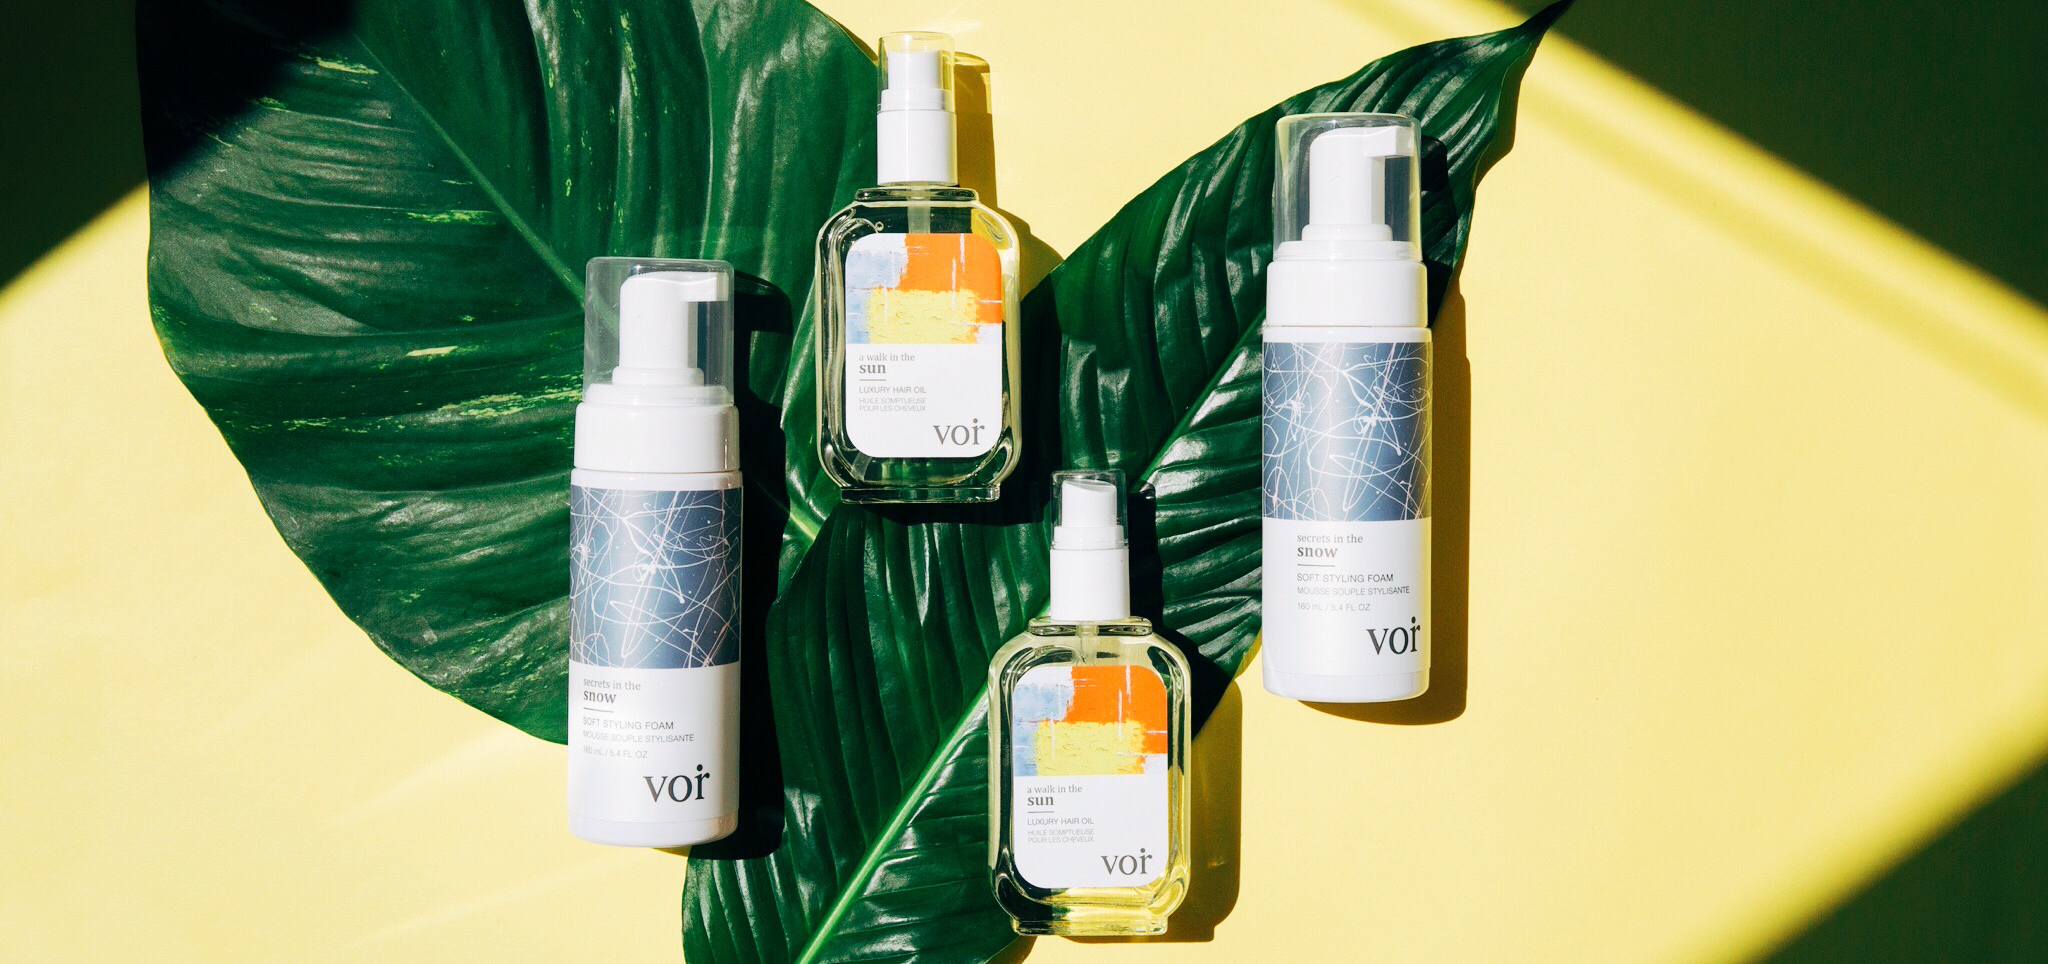 a walk in the
sun
LUXURY HAIR OIL
HUILE SOMPTUEUSE
POUR LES CHEVEUX
voir
secrets in the
snow
SOFT STYLING FOAM
MOUSSE SOUPLE STYLISANTE
160 mL / 5.4 FL OZ
voir
secrets in the
snow
SOFT STYLING FOAM
MOUSSE SOUPLE STYLISANTE
160 mL / 5.4 FL OZ
voir
a walk in the
sun
LUXURY HAIR OIL
HUILE SOMPTUEUSE
POUR LES CHEVEUX
voir